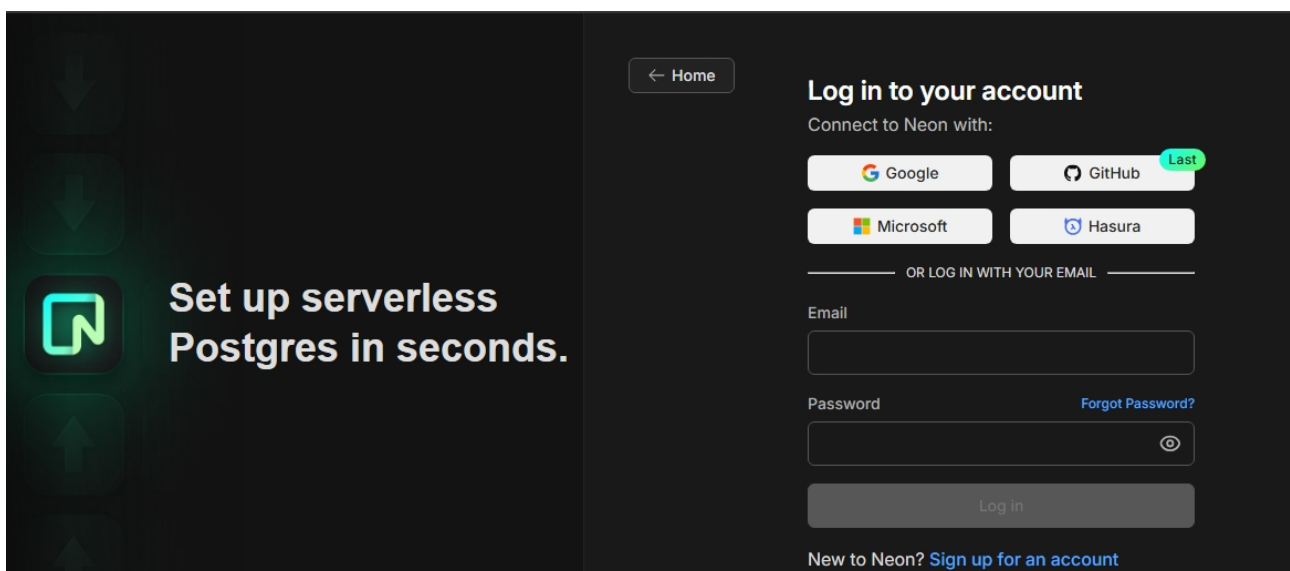 Home
Log in to your account
Connect to Neon with:
Google
GitHub
Last
Microsoft
Hasura
OR LOG IN WITH YOUR EMAIL
Email
Password
Forgot Password?
Log in
New to Neon? Sign up for an account
Set up serverless
Postgres in seconds.